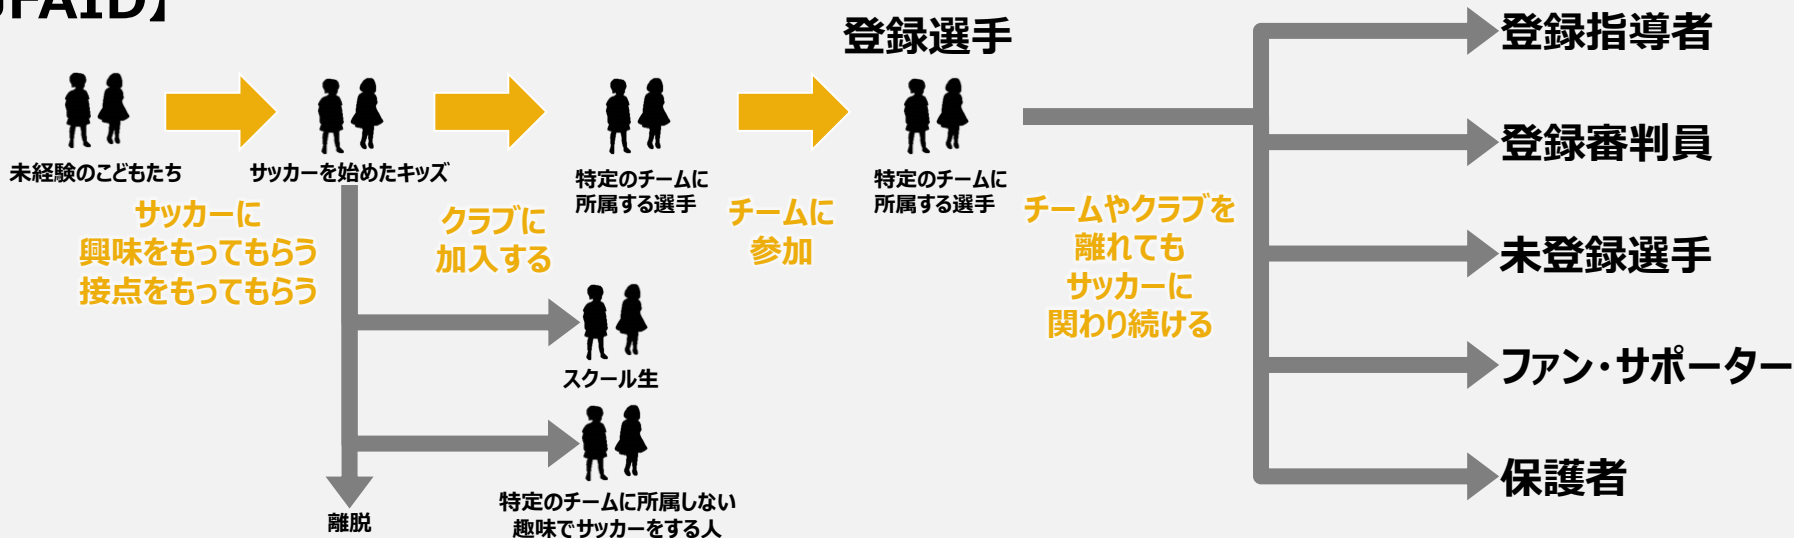 JFAID】
登録選手
未経験のこどもたち
サッカーに
興味をもってもらう
接点をもってもらう
サッカーを始めたキッズ
クラブに
加入する
特定のチームに
所属する選手
チームに
参加
特定のチームに
所属する選手
チームやクラブを
離れても
サッカーに
関わり続ける
スクール生
特定のチームに所属しない
趣味でサッカーをする人
離脱
登録指導者
登録審判員
未登録選手
ファン・サポーター
保護者